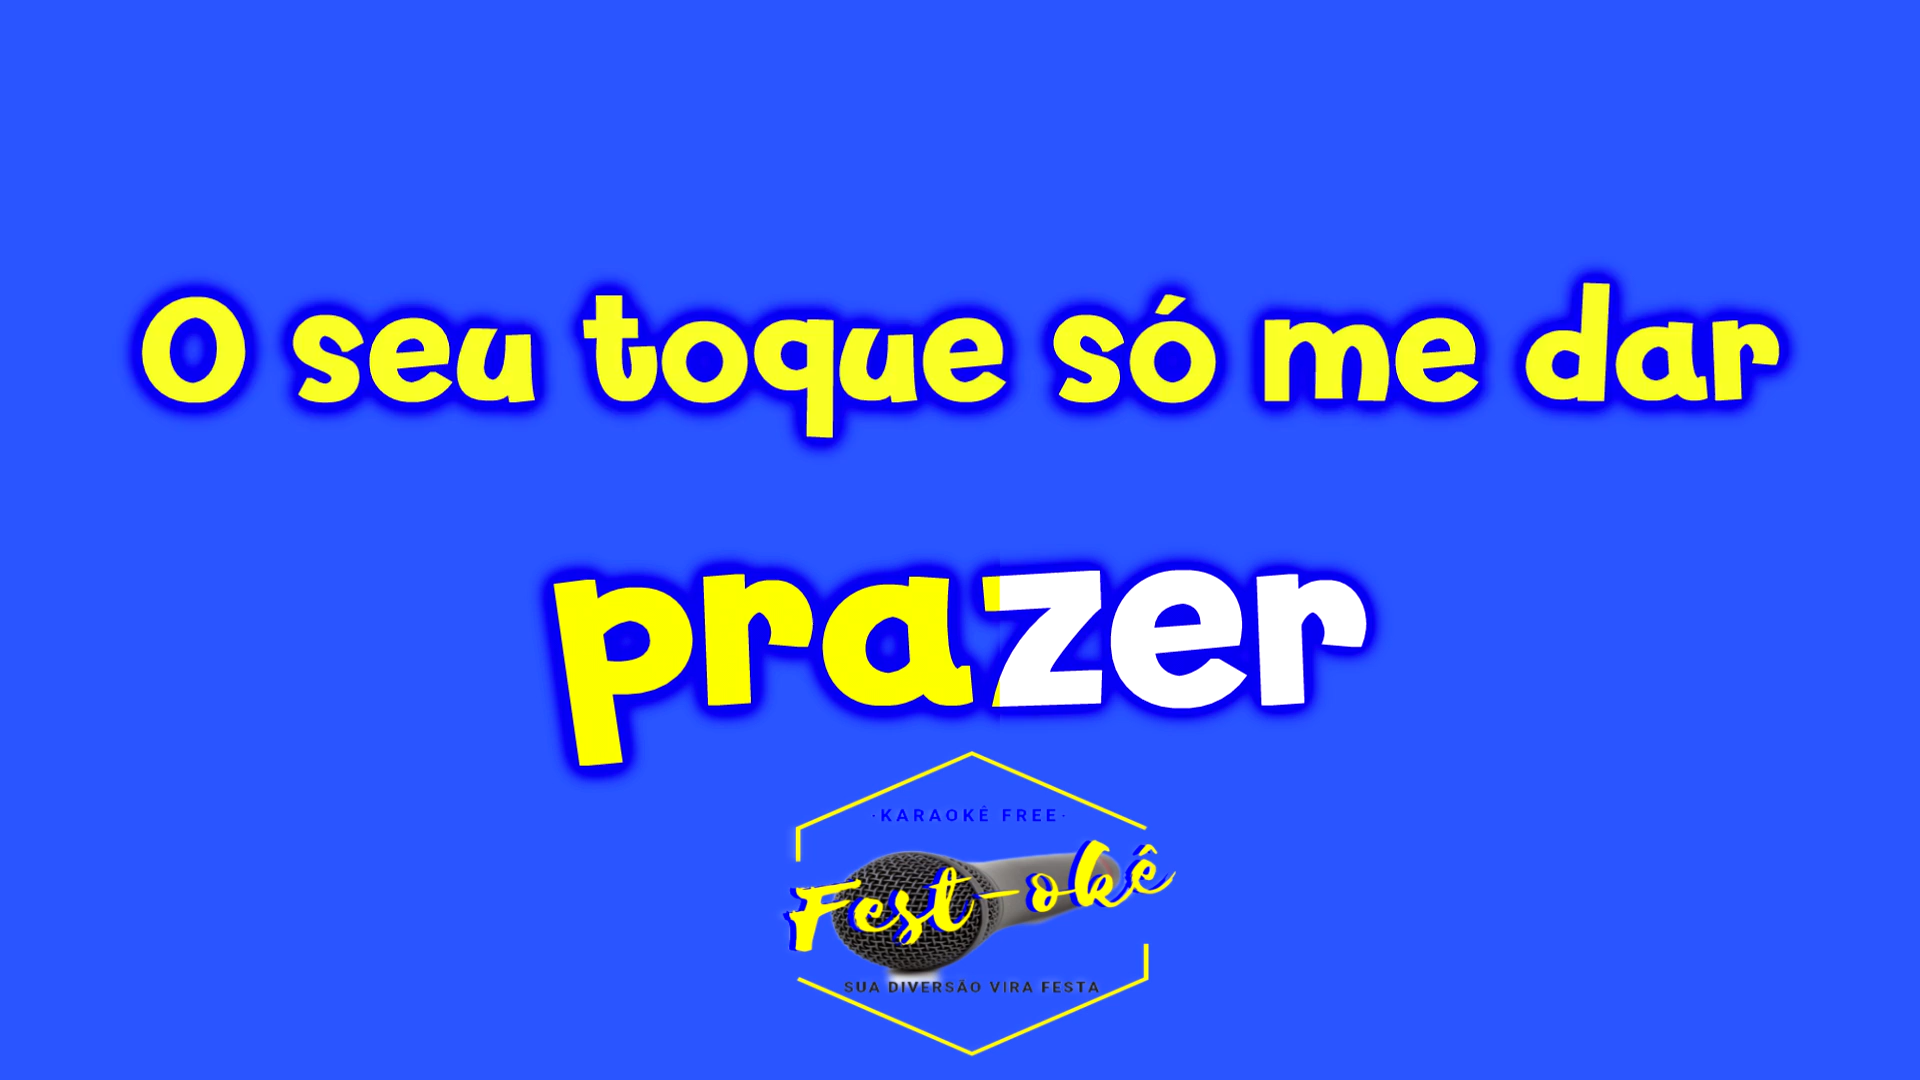 O seu toque só me dar
prazer
·KARAOKÊ FREE·
Fest-okê
SUA DIVERSÃO VIRA FESTA